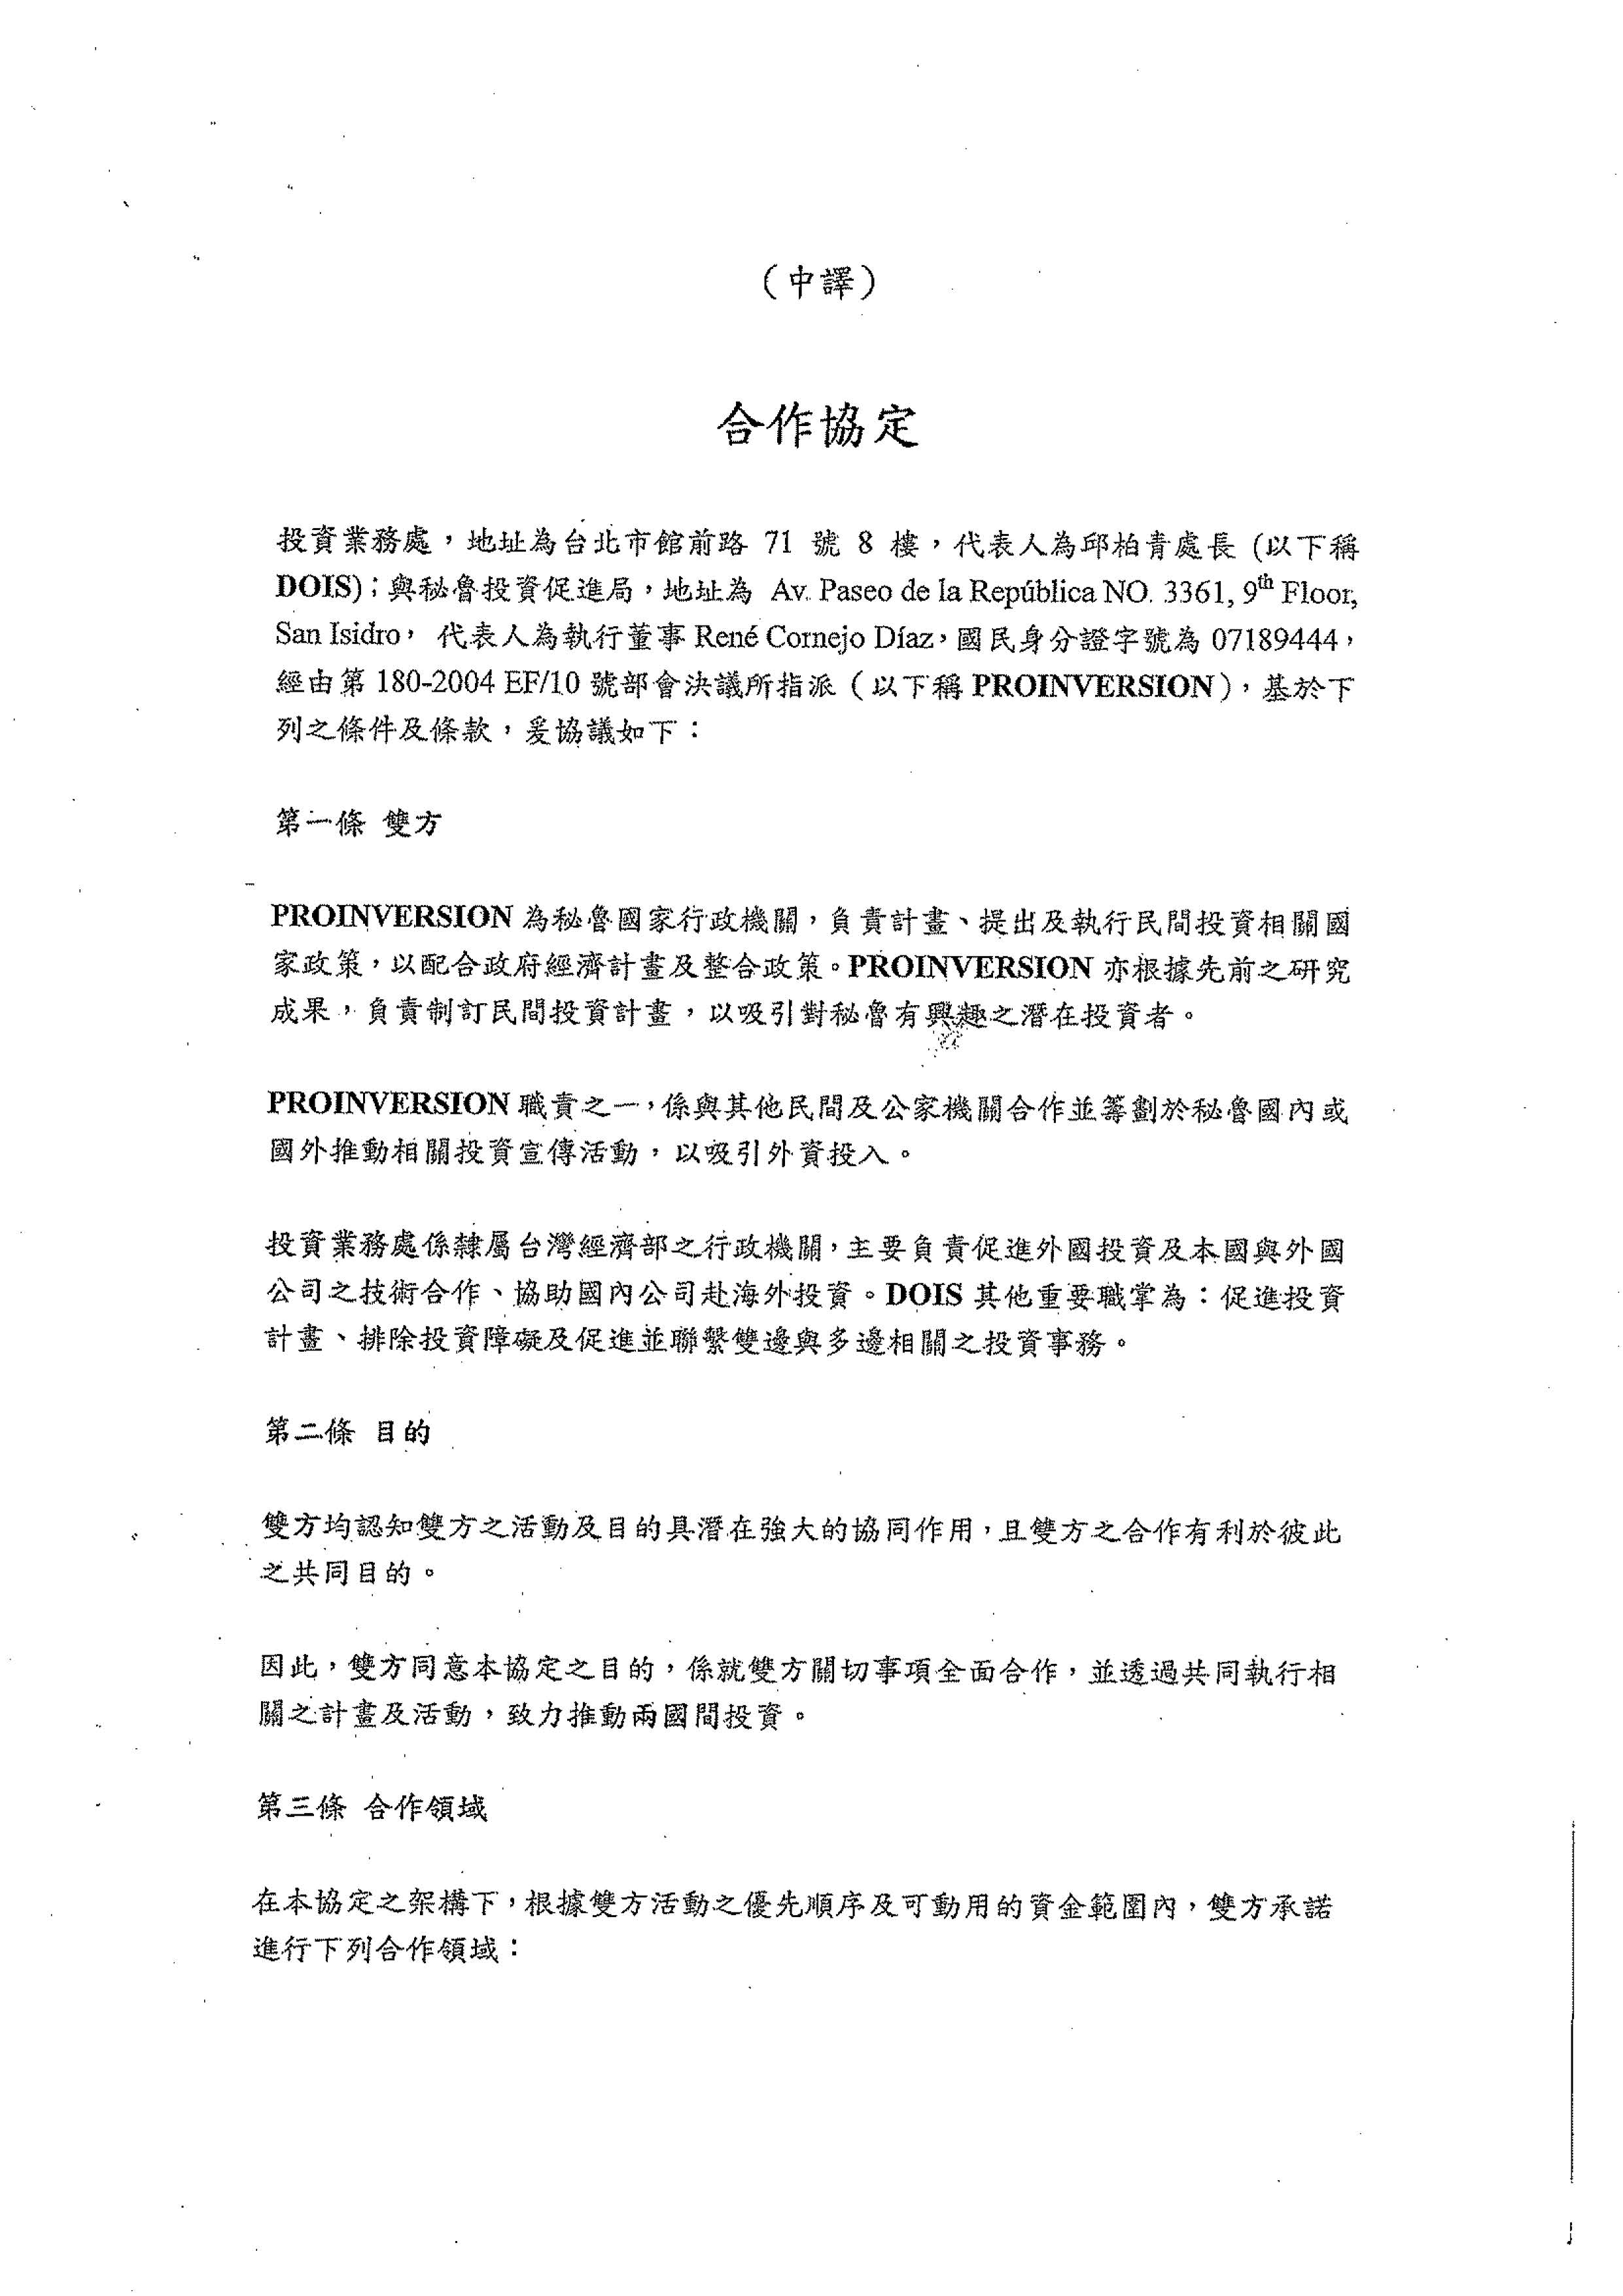 （中譯）
合作協定
投資業務處，地址為台北市館前路 71 號 8 樓，代表人為邱柏青處長 (以下稱
DOIS)；與秘魯投資促進局，地址為 Av. Paseo de la República NO. 3361, 9th Floor,
San Isidro， 代表人為執行董事 René Cornejo Díaz，國民身分證字號為 07189444，
經由第 180-2004 EF/10 號部會決議所指派（以下稱 PROINVERSION），基於下
列之條件及條款，爰協議如下：
第一條 雙方
PROINVERSION 為秘魯國家行政機關，負責計畫、提出及執行民間投資相關國
家政策，以配合政府經濟計畫及整合政策。PROINVERSION 亦根據先前之研究
成果，負責制訂民間投資計畫，以吸引對秘魯有興趣之潛在投資者。
PROINVERSION 職責之一，係與其他民間及公家機關合作並籌劃於秘魯國內或
國外推動相關投資宣傳活動，以吸引外資投入。
投資業務處係隸屬台灣經濟部之行政機關，主要負責促進外國投資及本國與外國
公司之技術合作、協助國內公司赴海外投資。DOIS 其他重要職掌為：促進投資
計畫、排除投資障礙及促進並聯繫雙邊與多邊相關之投資事務。
第二條 目的
雙方均認知雙方之活動及目的具潛在強大的協同作用，且雙方之合作有利於彼此
之共同目的。
因此，雙方同意本協定之目的，係就雙方關切事項全面合作，並透過共同執行相
關之計畫及活動，致力推動兩國間投資。
第三條 合作領域
在本協定之架構下，根據雙方活動之優先順序及可動用的資金範圍內，雙方承諾
進行下列合作領域：